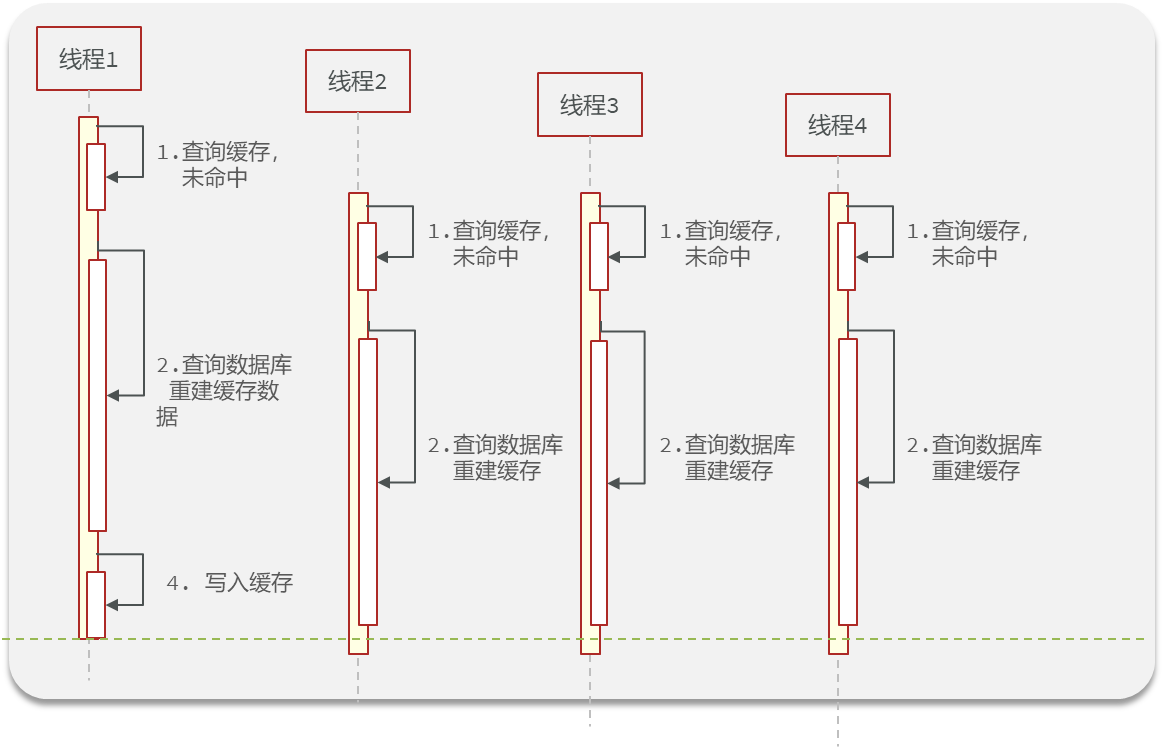 线程1
线程2
线程3
线程4
1.查询缓存,
未命中
1.查询缓存,
未命中
1.查询缓存,
未命中
1.查询缓存,
未命中
2.查询数据库
重建缓存数
据
2.查询数据库
重建缓存
2.查询数据库
重建缓存
2.查询数据库
重建缓存
4. 写入缓存